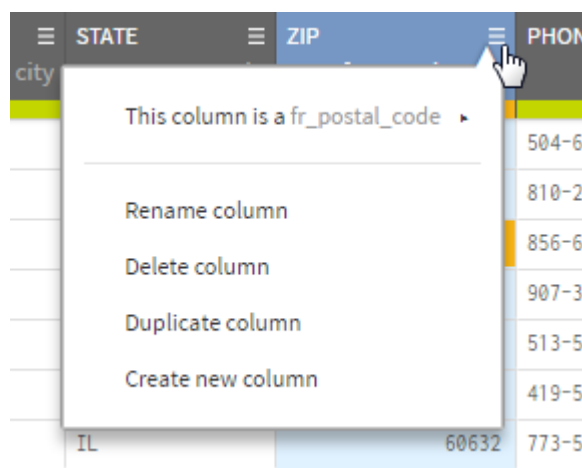 STATE ZIP PHON
city
This column is a fr_postal_code
504-6
810-2
Rename column
856-6
Delete column
907-3
Duplicate column
513-5
Create new column
419-5
IL 60632 773-5